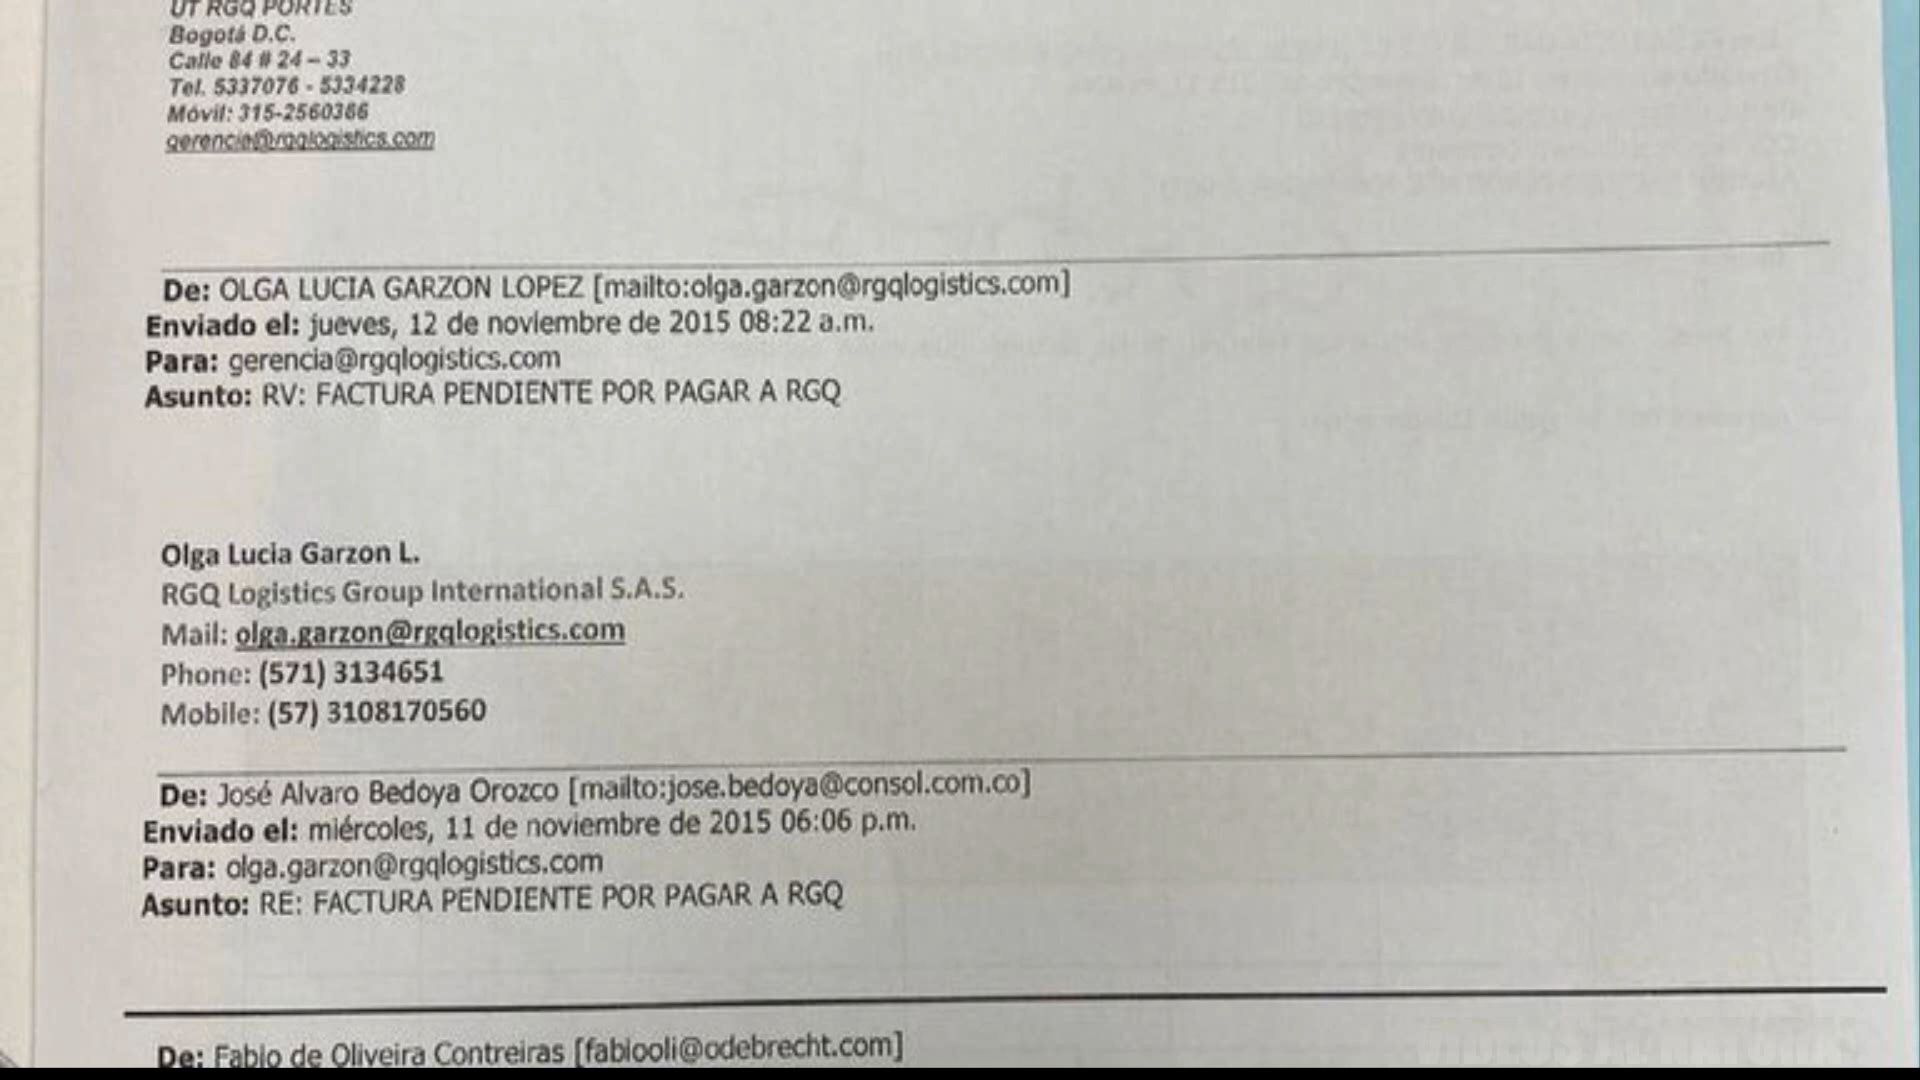 UT RGQ PORTES
Bogotá D.C.
Calle 84 # 24 – 33
Tel. 5337076 - 5334228
Móvil: 315-2560366
gerencia@rgqlogistics.com
De: OLGA LUCIA GARZON LOPEZ [mailto:olga.garzon@rgqlogistics.com]
Enviado el: jueves, 12 de noviembre de 2015 08:22 a.m.
Para: gerencia@rgqlogistics.com
Asunto: RV: FACTURA PENDIENTE POR PAGAR A RGQ
Olga Lucia Garzon L.
RGQ Logistics Group International S.A.S.
Mail: olga.garzon@rgqlogistics.com
Phone: (571) 3134651
Mobile: (57) 3108170560
De: José Alvaro Bedoya Orozco [mailto:jose.bedoya@consol.com.co]
Enviado el: miércoles, 11 de noviembre de 2015 06:06 p.m.
Para: olga.garzon@rgqlogistics.com
Asunto: RE: FACTURA PENDIENTE POR PAGAR A RGQ
De: Fabio de Oliveira Contreiras [fabiooli@odebrecht.com]